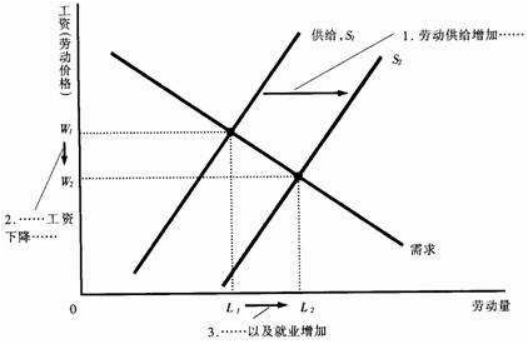 工资(劳动价格)
供给,S₁
1. 劳动供给增加……
S₂
W₁
W₂
2. ……工资
下降……
需求
0
L₁
L₂
劳动量
3. ……以及就业增加